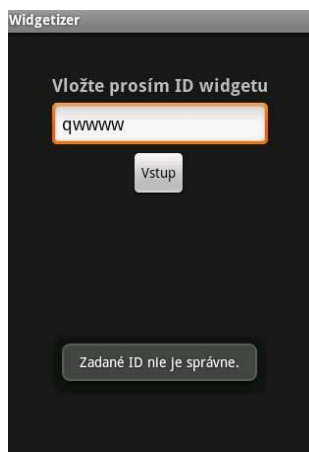 Widgetizer
Vložte prosím ID widgetu
qwwww
Vstup
Zadané ID nie je správne.